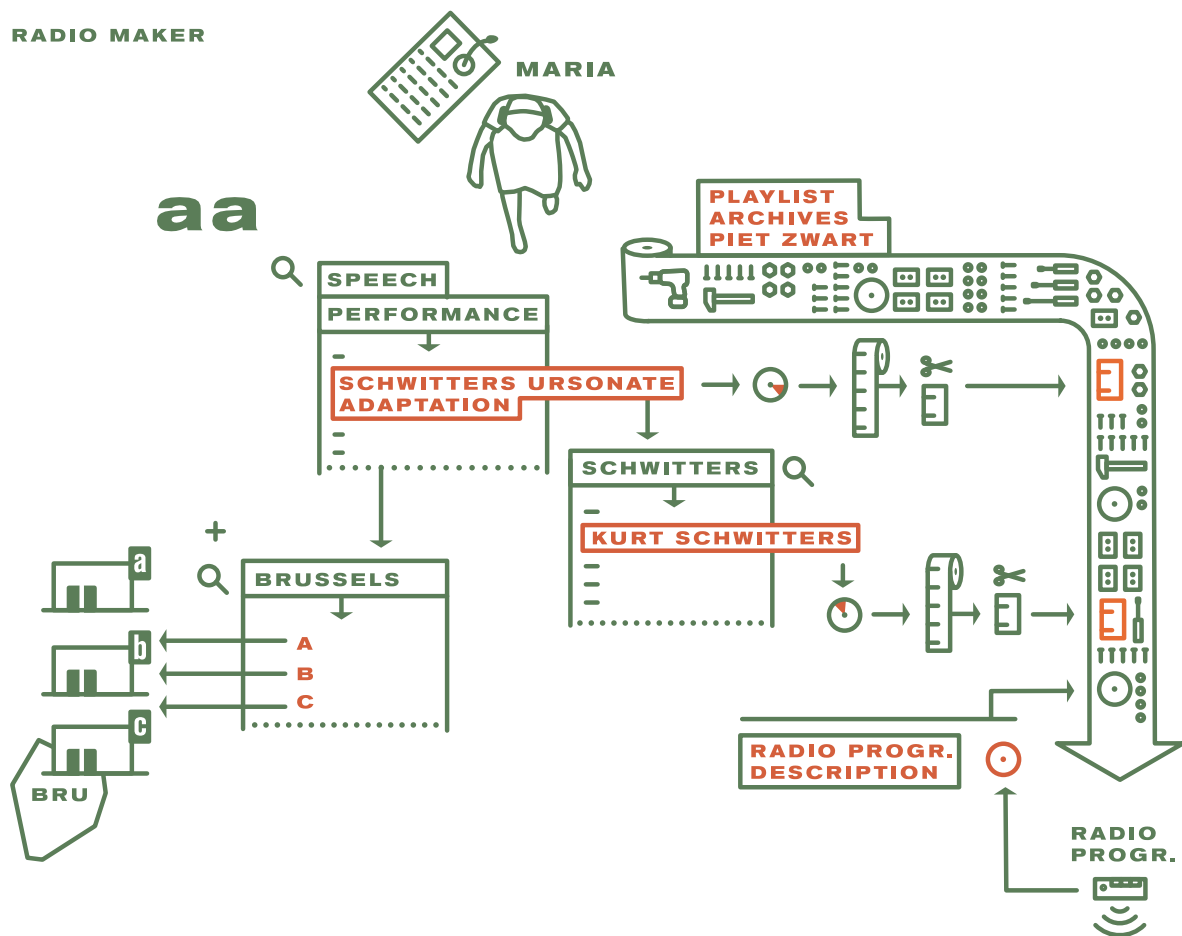 RADIO MAKER
MARIA
aa
PLAYLIST
ARCHIVES
PIET ZWART
SPEECH
PERFORMANCE
SCHWITTERS URSONATE
ADAPTATION
SCHWITTERS
KURT SCHWITTERS
BRUSSELS
A
B
C
a
b
c
BRU
RADIO PROGR.
DESCRIPTION
RADIO
PROGR.